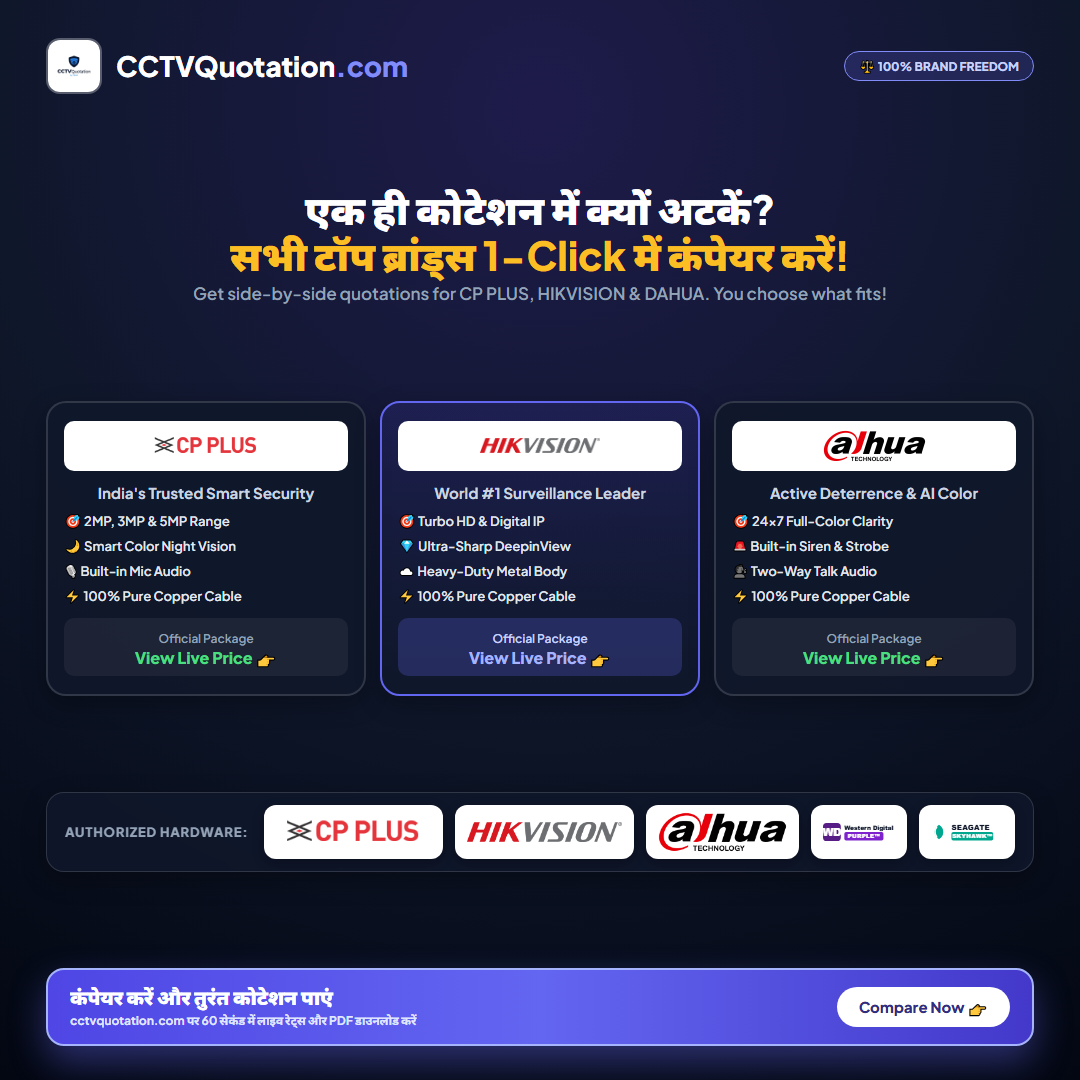 CCTVQuotation
CCTVQuotation.com
100% BRAND FREEDOM
एक ही कोटेशन में क्यों अटकें?
सभी टॉप ब्रांड्स 1-Click में कंपेयर करें!
Get side-by-side quotations for CP PLUS, HIKVISION & DAHUA. You choose what fits!
CP PLUS
India's Trusted Smart Security
2MP, 3MP & 5MP Range
Smart Color Night Vision
Built-in Mic Audio
100% Pure Copper Cable
Official Package
View Live Price
HIKVISION
World #1 Surveillance Leader
Turbo HD & Digital IP
Ultra-Sharp DeepinView
Heavy-Duty Metal Body
100% Pure Copper Cable
Official Package
View Live Price
alhua
TECHNOLOGY
Active Deterrence & AI Color
24x7 Full-Color Clarity
Built-in Siren & Strobe
Two-Way Talk Audio
100% Pure Copper Cable
Official Package
View Live Price
AUTHORIZED HARDWARE:
CP PLUS
HIKVISION
alhua
TECHNOLOGY
WD
Western Digital
PURPLE™
SEAGATE
SKYHAWK™
कंपेयर करें और तुरंत कोटेशन पाएं
cctvquotation.com पर 60 सेकंड में लाइव रेट्स और PDF डाउनलोड करें
Compare Now